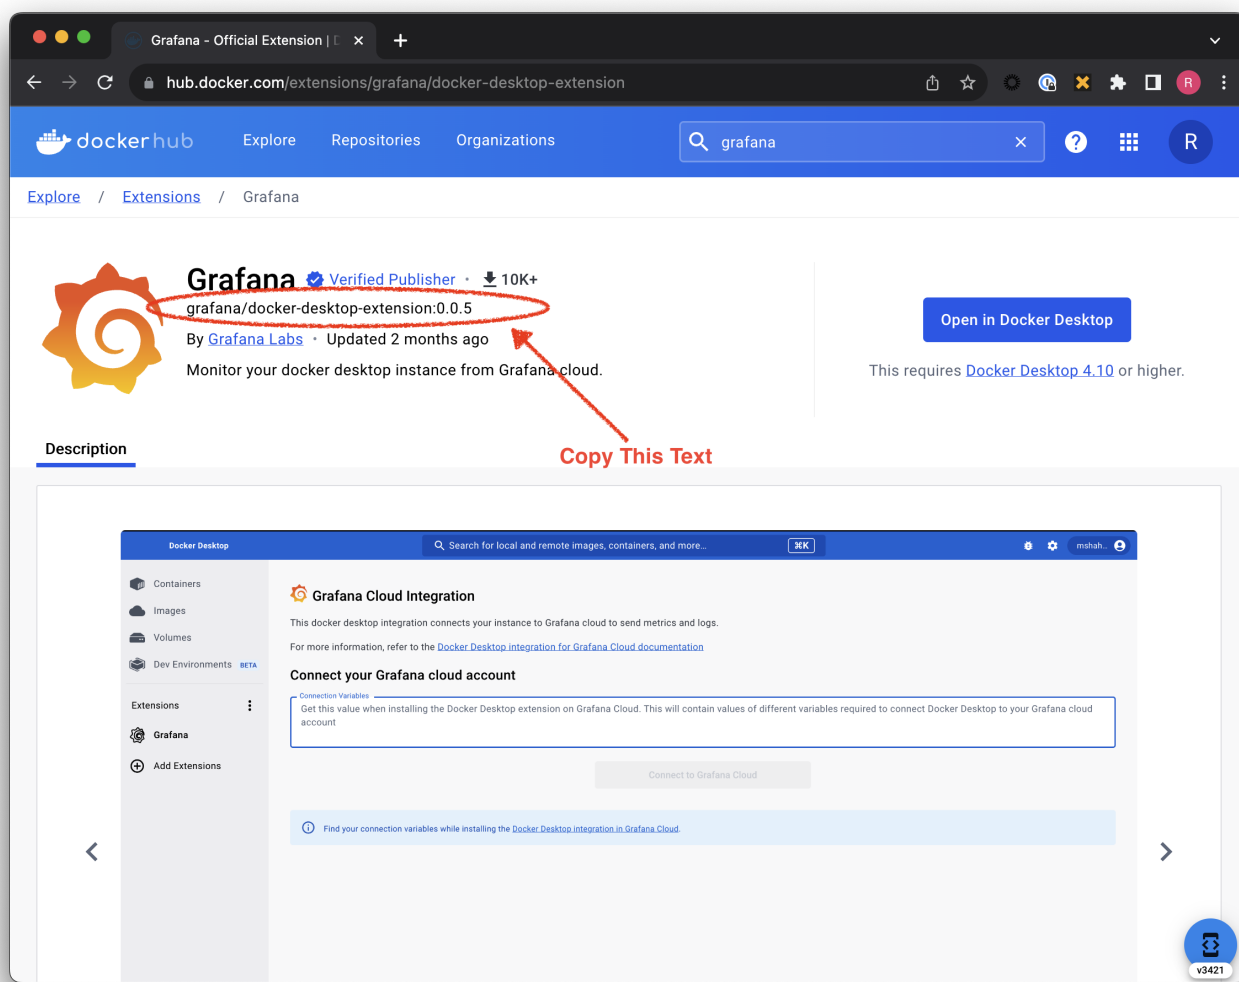 Grafana - Official Extension | D
hub.docker.com/extensions/grafana/docker-desktop-extension
R
dockerhub
Explore
Repositories
Organizations
grafana
R
Explore / Extensions / Grafana
Grafana Verified Publisher · 10K+
grafana/docker-desktop-extension:0.0.5
By Grafana Labs · Updated 2 months ago
Monitor your docker desktop instance from Grafana cloud.
Open in Docker Desktop
This requires Docker Desktop 4.10 or higher.
Copy This Text
Description
Docker Desktop
Search for local and remote images, containers, and more...
⌘K
mshah..
Containers
Images
Volumes
Dev Environments BETA
Extensions
Grafana
Add Extensions
Grafana Cloud Integration
This docker desktop integration connects your instance to Grafana cloud to send metrics and logs.
For more information, refer to the Docker Desktop integration for Grafana Cloud documentation
Connect your Grafana cloud account
Connection Variables
Get this value when installing the Docker Desktop extension on Grafana Cloud. This will contain values of different variables required to connect Docker Desktop to your Grafana cloud
account
Connect to Grafana Cloud
Find your connection variables while installing the Docker Desktop integration in Grafana Cloud.
v3421